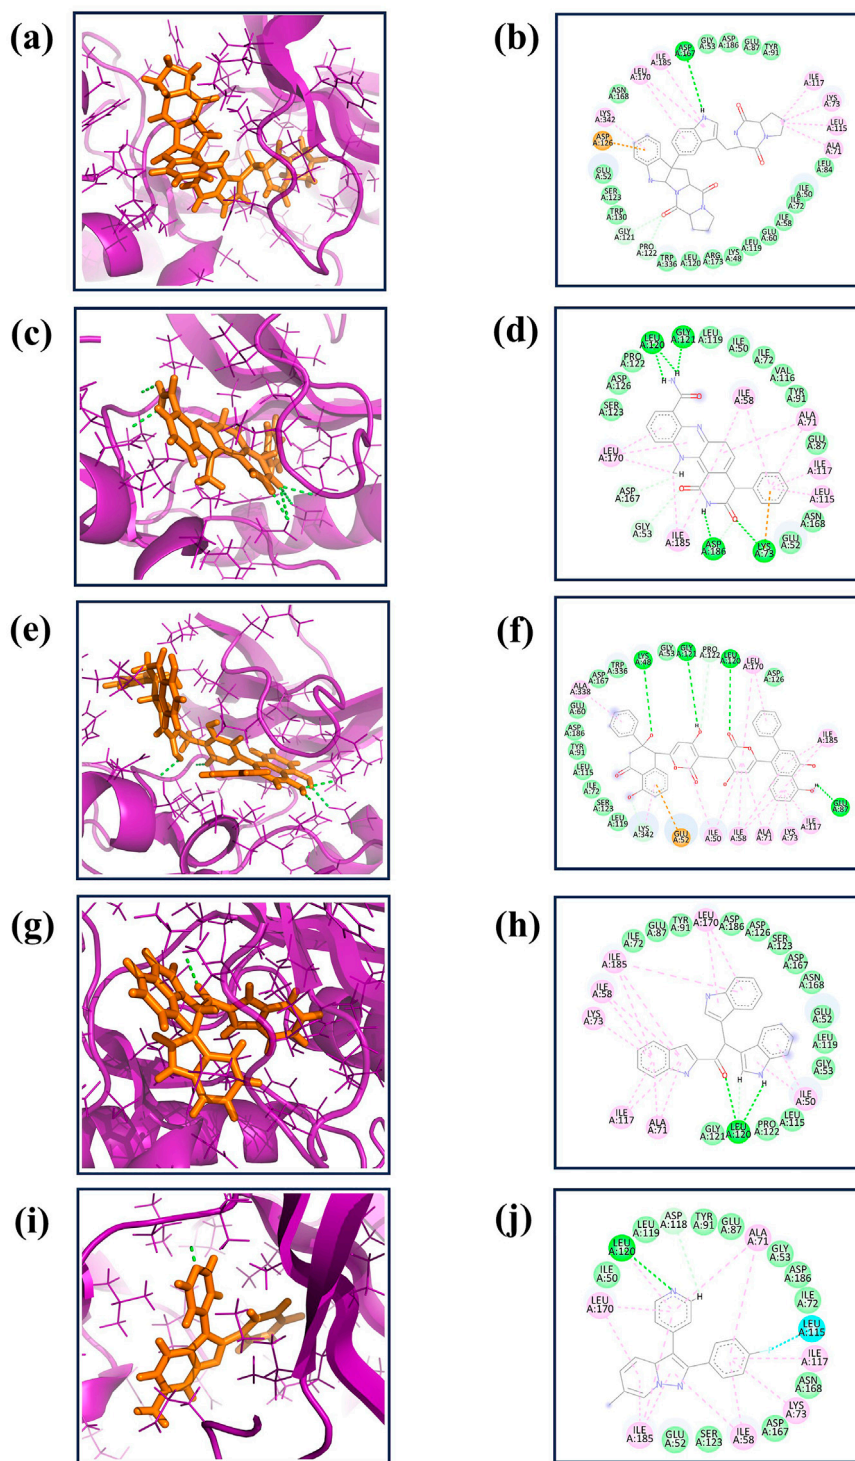 (a)
(b)
ASP A:167
GLY A:53
ASP A:186
GLU A:87
TYR A:91
ILE A:185
LEU A:170
ASN A:168
LYS A:342
ASP A:126
GLU A:52
SER A:123
TRP A:130
GLY A:121
PRO A:122
TRP A:336
LEU A:120
ARG A:173
LYS A:48
LEU A:119
GLU A:60
ILE A:58
ILE A:72
ILE A:50
LEU A:84
ALA A:71
LEU A:115
LYS A:73
ILE A:117
(c)
(d)
LEU A:120
GLY A:121
LEU A:119
ILE A:50
ILE A:72
VAL A:116
TYR A:91
ALA A:71
GLU A:87
ILE A:117
LEU A:115
ASN A:168
GLU A:52
LYS A:73
ASP A:186
ILE A:185
GLY A:53
ASP A:167
LEU A:170
SER A:123
ASP A:126
PRO A:122
ILE A:58
(e)
(f)
LYS A:48
GLY A:53
GLY A:121
PRO A:122
LEU A:120
LEU A:170
ASP A:126
ILE A:185
GLU A:87
ILE A:117
LYS A:73
ALA A:71
ILE A:58
ILE A:50
GLU A:52
LYS A:342
LEU A:119
SER A:123
ILE A:72
LEU A:115
TYR A:91
ASP A:186
GLU A:60
ALA A:338
ASP A:167
TRP A:336
(g)
(h)
ILE A:72
GLU A:87
TYR A:91
LEU A:170
ASP A:186
ASP A:126
SER A:123
ASP A:167
ASN A:168
GLU A:52
LEU A:119
GLY A:53
ILE A:50
LEU A:115
PRO A:122
LEU A:120
GLY A:121
ALA A:71
ILE A:117
LYS A:73
ILE A:58
ILE A:185
(i)
(j)
LEU A:120
LEU A:119
ASP A:118
TYR A:91
GLU A:87
ALA A:71
GLY A:53
ASP A:186
ILE A:72
LEU A:115
ILE A:117
ASN A:168
LYS A:73
ASP A:167
ILE A:58
SER A:123
GLU A:52
ILE A:185
LEU A:170
ILE A:50